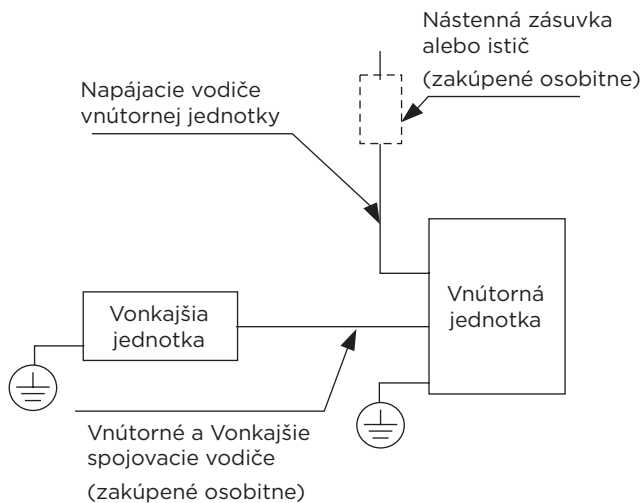 Nástenná zásuvka
alebo istič
(zakúpené osobitne)
Napájacie vodiče
vnútornej jednotky
Vonkajšia
jednotka
Vnútorná
jednotka
Vnútorné a Vonkajšie
spojovacie vodiče
(zakúpené osobitne)